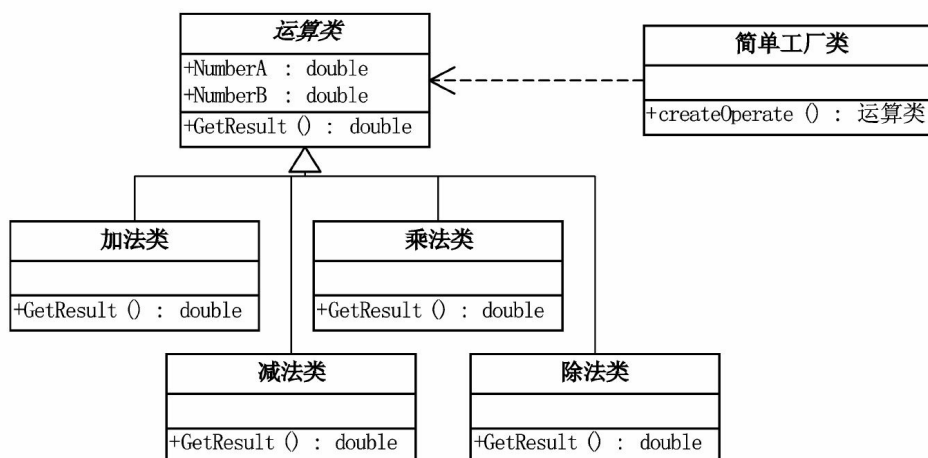 运算类
+NumberA : double
+NumberB : double
+GetResult () : double
简单工厂类
+createOperate () : 运算类
加法类
+GetResult () : double
乘法类
+GetResult () : double
减法类
+GetResult () : double
除法类
+GetResult () : double